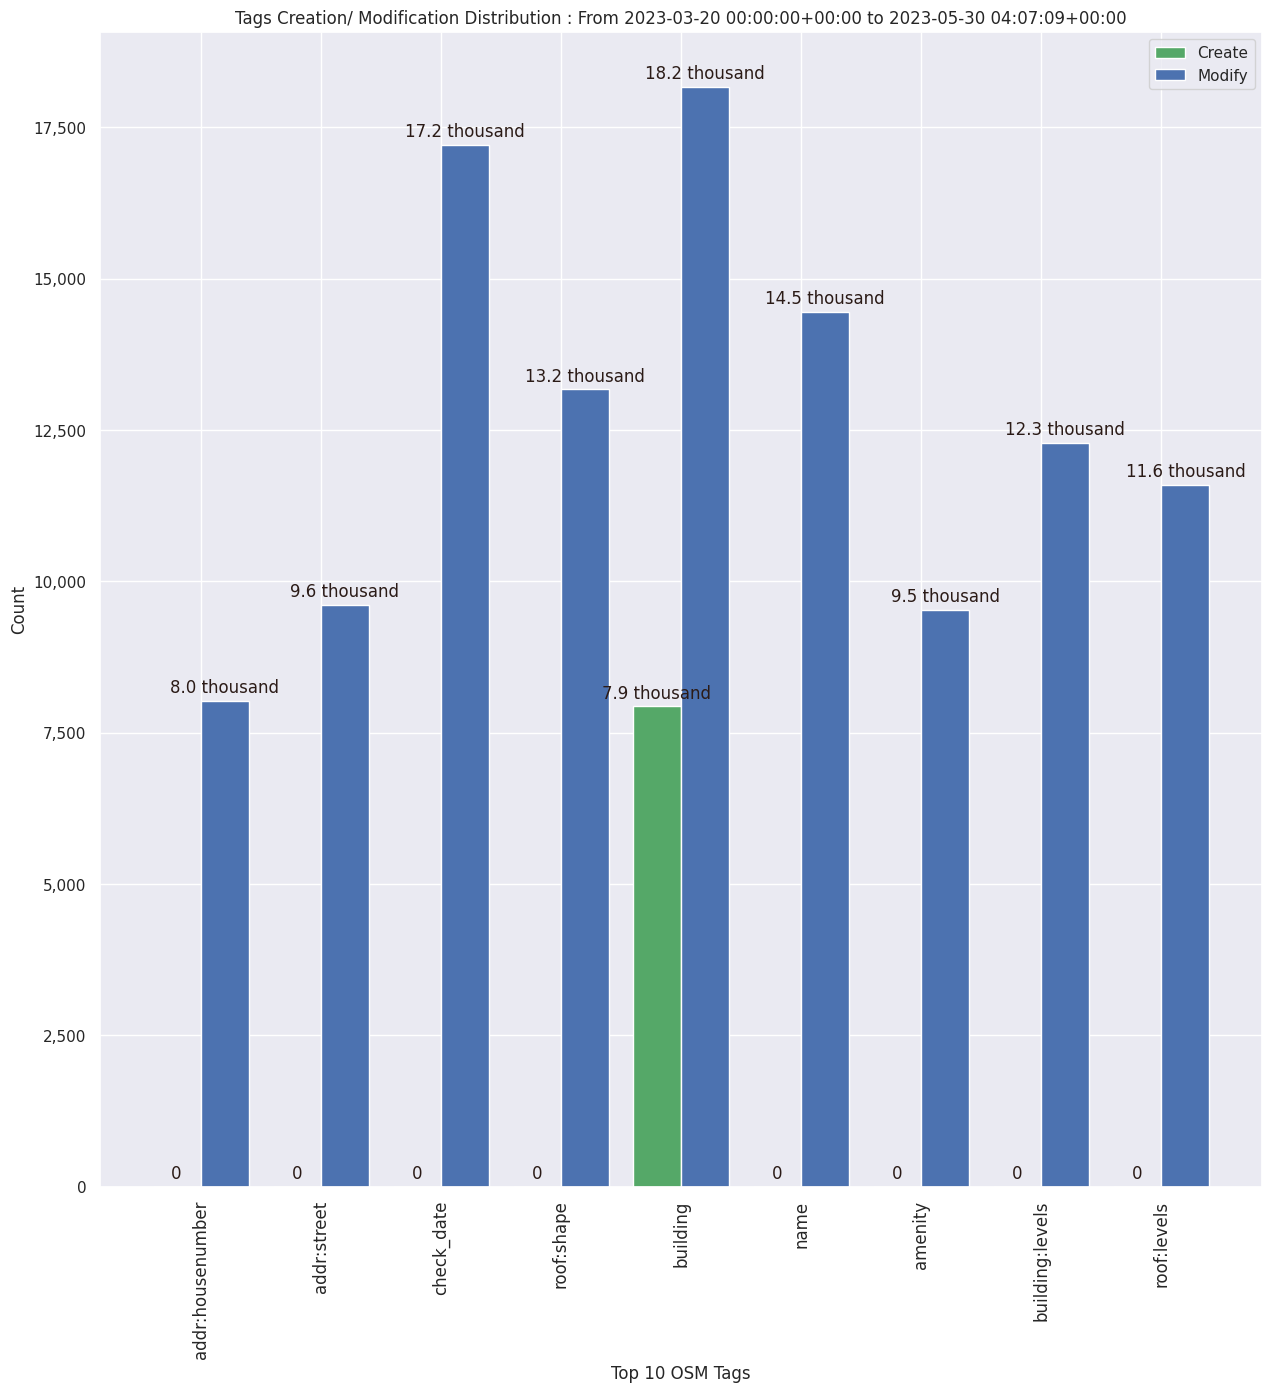 Tags Creation/ Modification Distribution : From 2023-03-20 00:00:00+00:00 to 2023-05-30 04:07:09+00:00
Create
Modify
18.2 thousand
17.2 thousand
14.5 thousand
13.2 thousand
12.3 thousand
11.6 thousand
9.6 thousand
9.5 thousand
8.0 thousand
7.9 thousand
0 0 0 0 0 0 0 0
17,500
15,000
12,500
10,000
7,500
5,000
2,500
0
Count
addr:housenumber
addr:street
check_date
roof:shape
building
name
amenity
building:levels
roof:levels
Top 10 OSM Tags